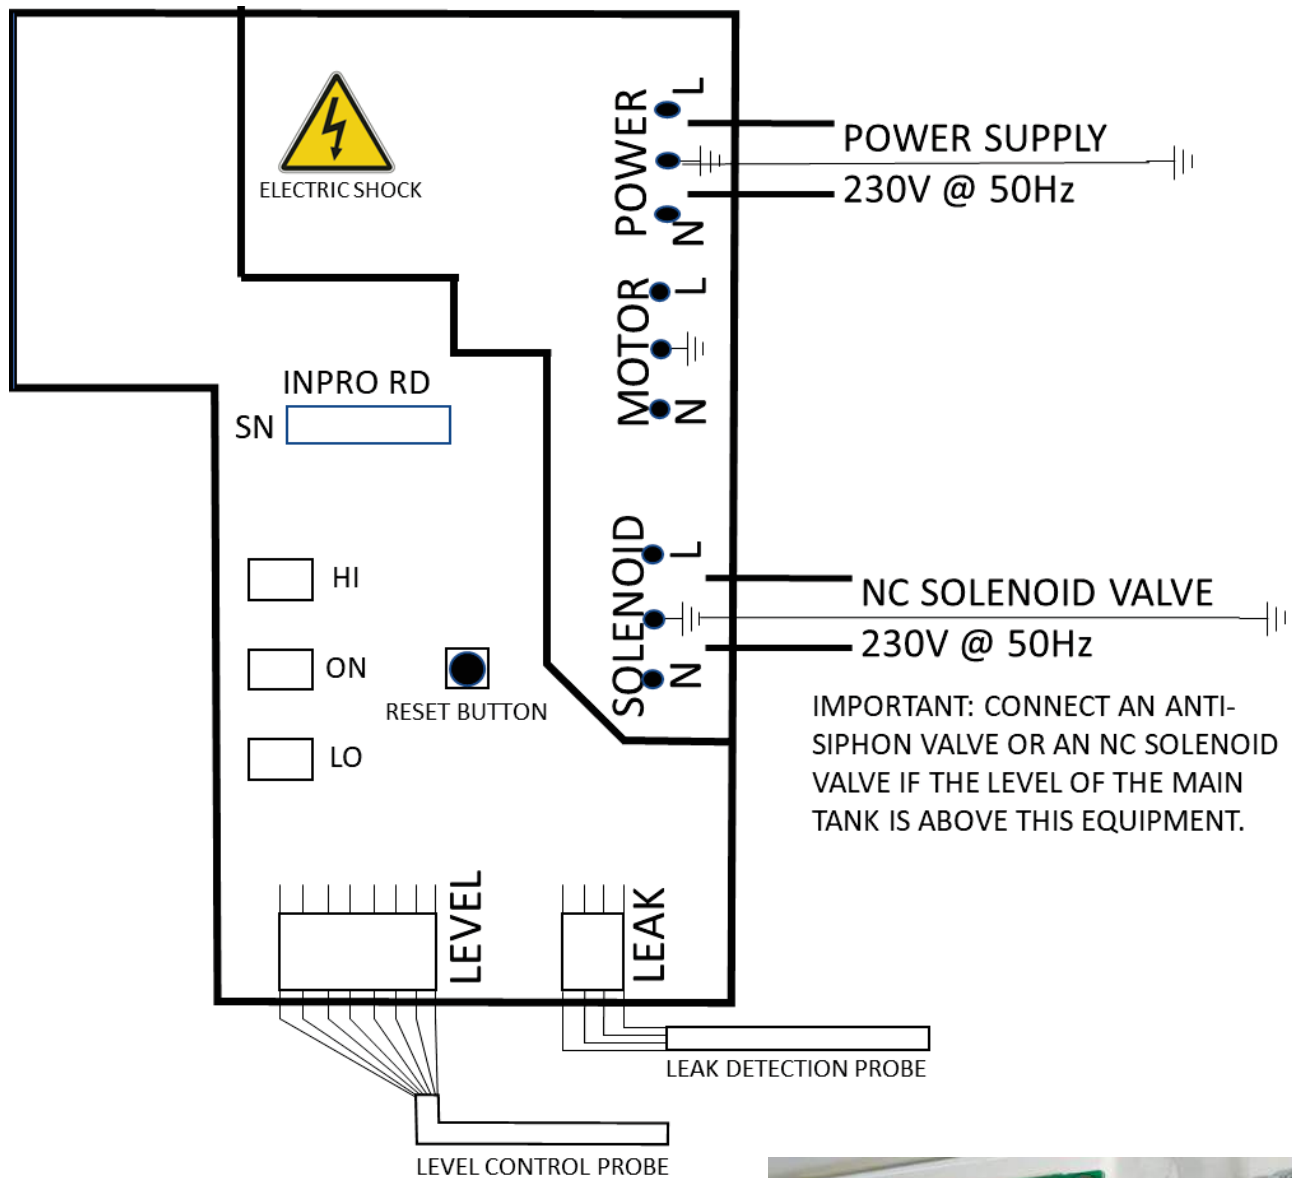 ELECTRIC SHOCK
POWER
L
N
POWER SUPPLY
230V @ 50Hz
MOTOR
L
N
INPRO RD
SN
SOLENOID
L
N
NC SOLENOID VALVE
230V @ 50Hz
HI
ON
LO
RESET BUTTON
IMPORTANT: CONNECT AN ANTI-
SIPHON VALVE OR AN NC SOLENOID
VALVE IF THE LEVEL OF THE MAIN
TANK IS ABOVE THIS EQUIPMENT.
LEVEL
LEAK
LEAK DETECTION PROBE
LEVEL CONTROL PROBE